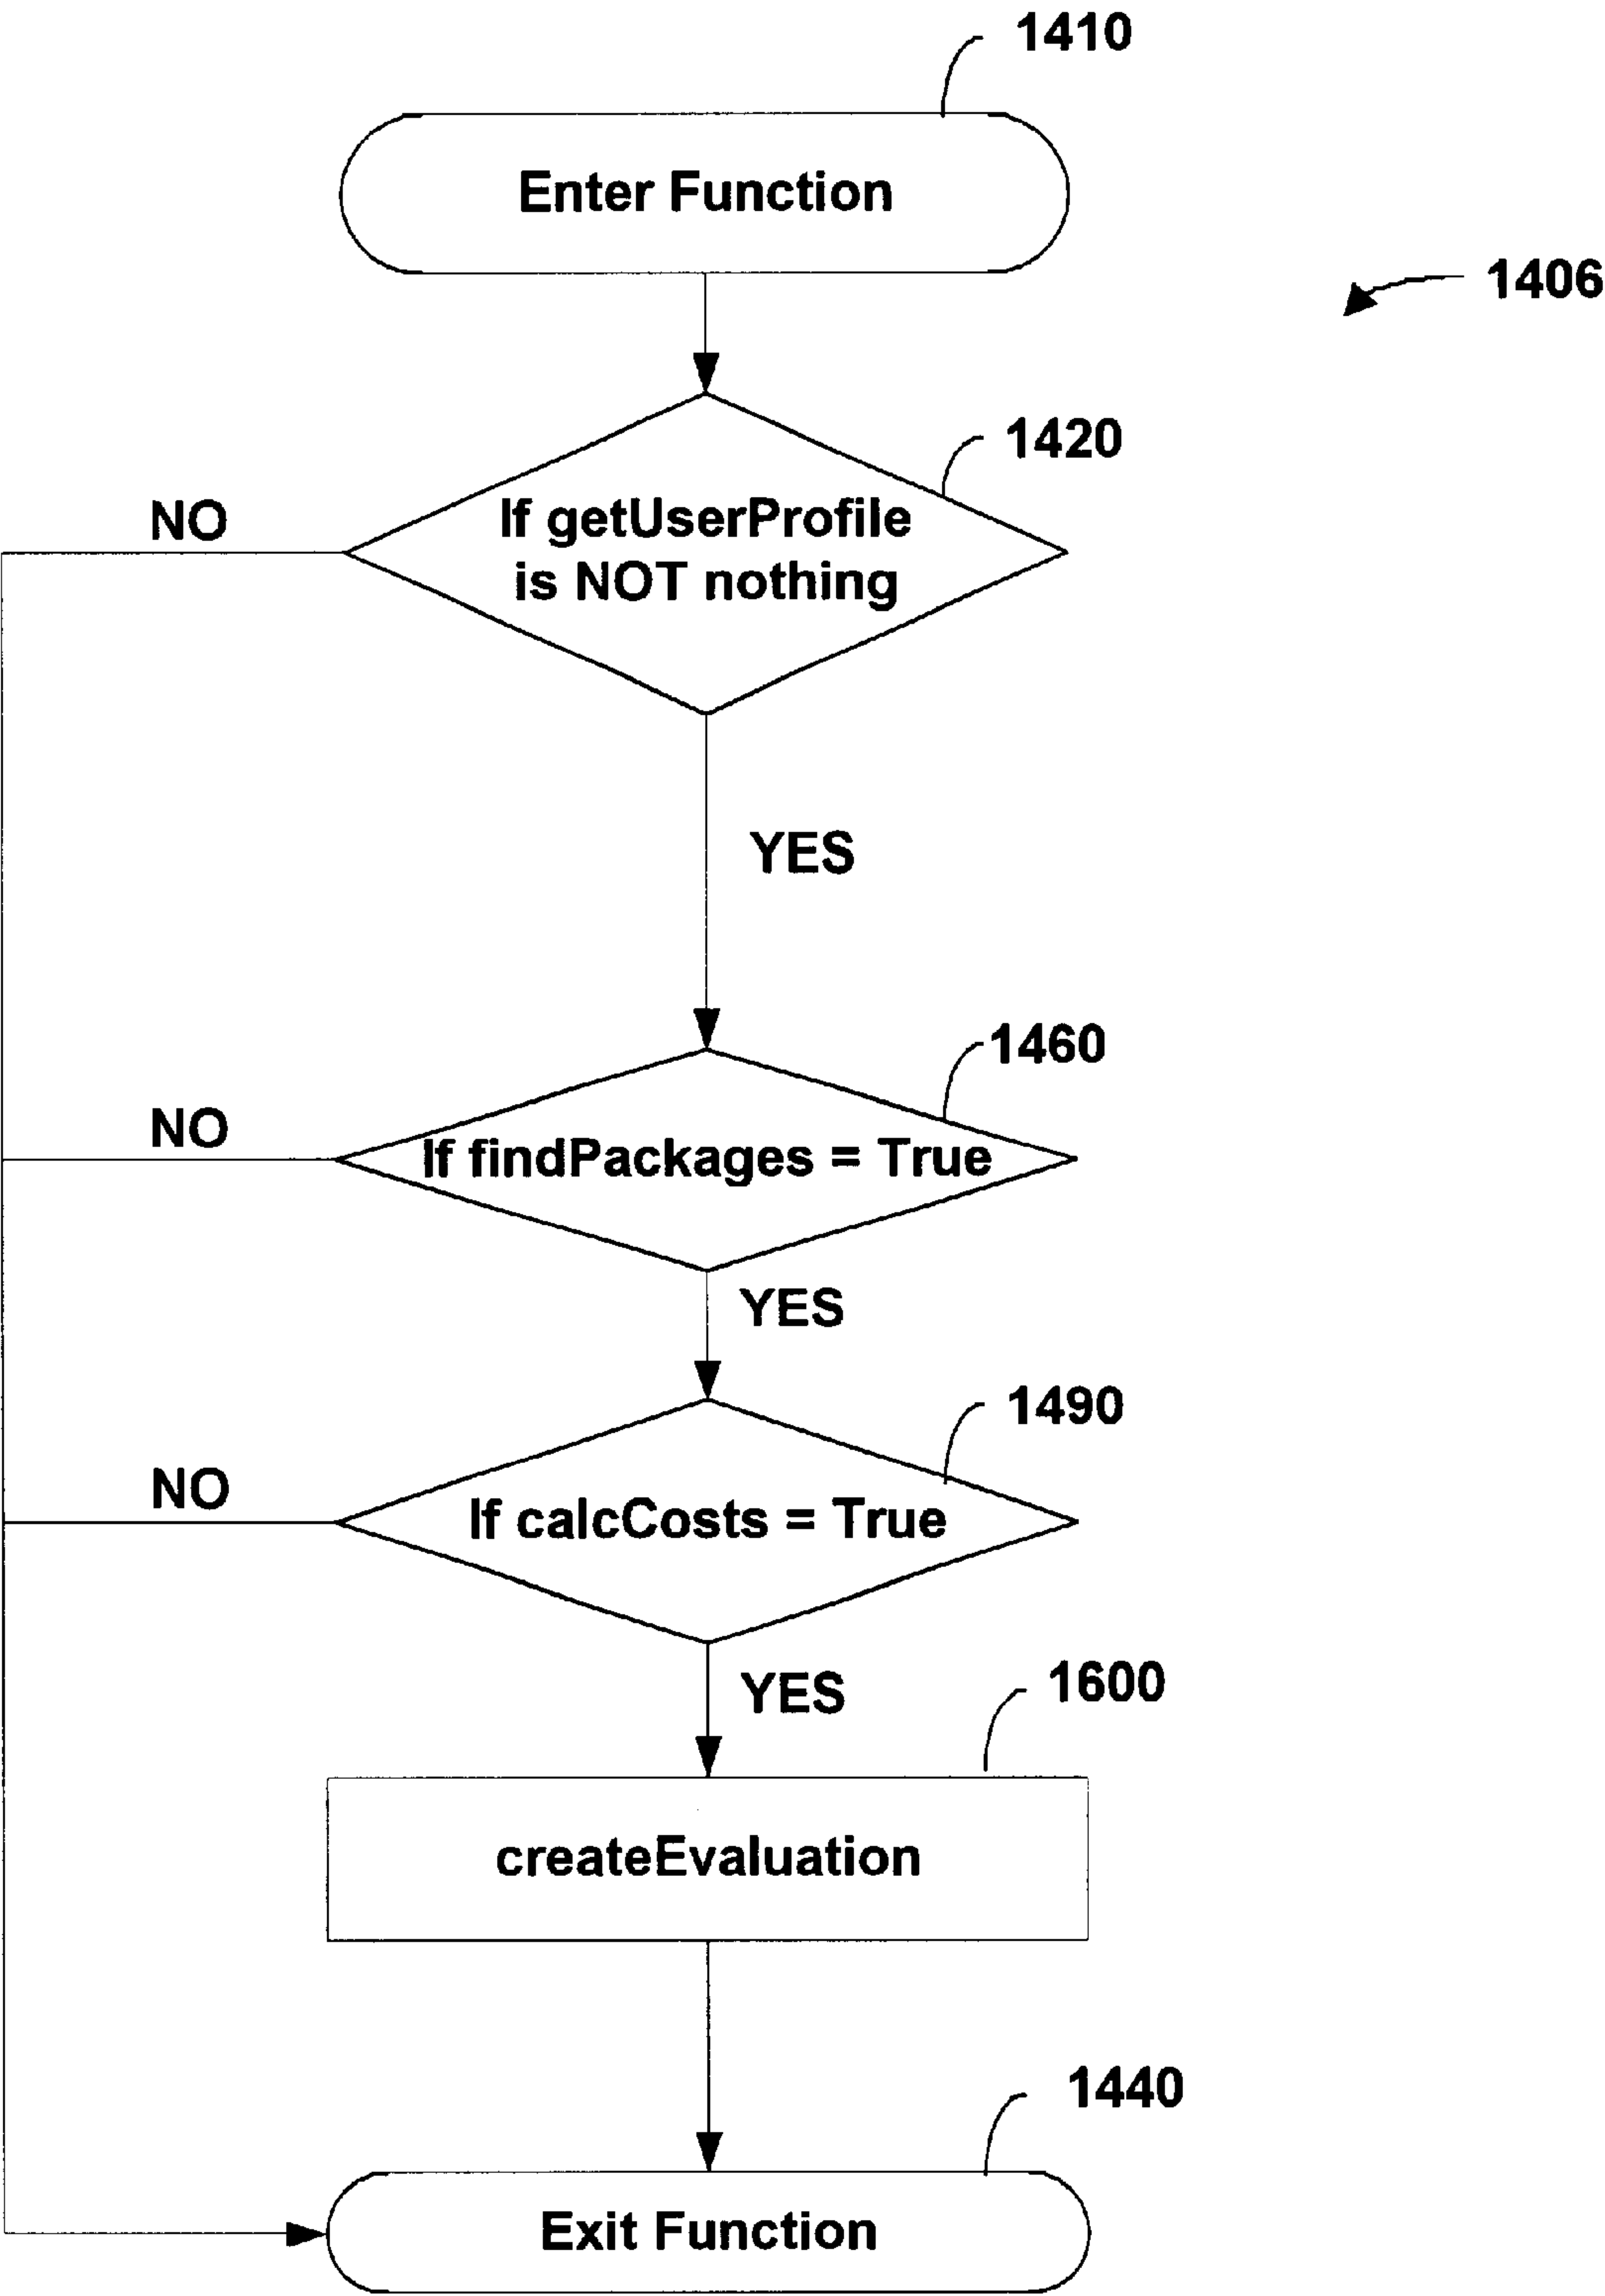 1410
Enter Function
1406
1420
If getUserProfile
is NOT nothing
NO
YES
1460
If findPackages = True
NO
YES
1490
If calcCosts = True
NO
YES
1600
createEvaluation
1440
Exit Function